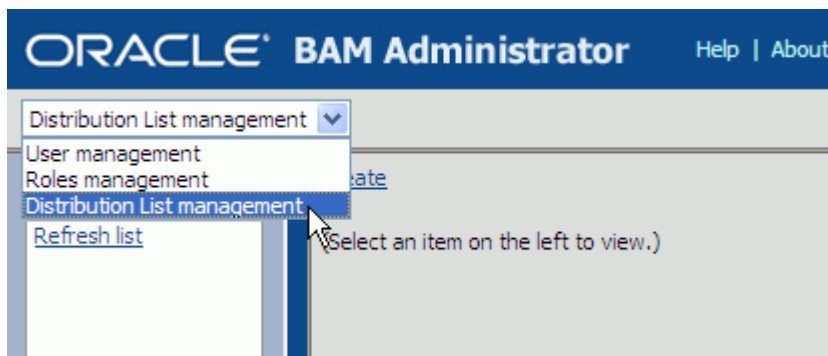 ORACLE BAM Administrator Help | About
Distribution List management
User management
Roles management
Distribution List management
Refresh list
(Select an item on the left to view.)